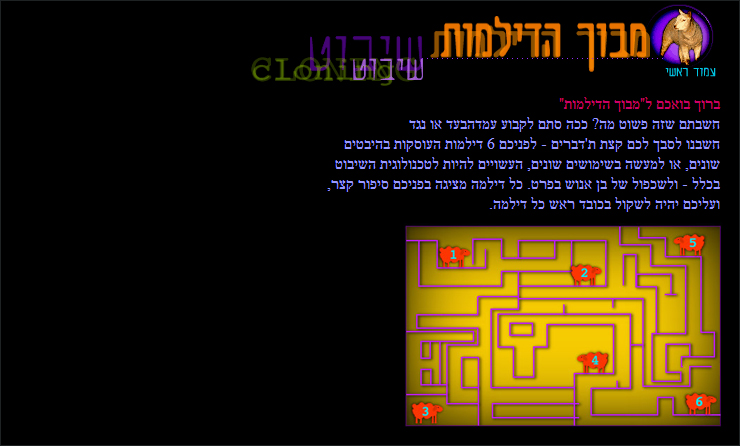 מבוך הדילמות
שיבוט
CLONING
שיבוט
עמוד ראשי
ברוך בואכם ל"מבוך הדילמות"
חשבתם שזה פשוט מה? ככה סתם לקבוע עמדהבעד או נגד
חשבנו לסבך לכם קצת ת'דברים - לפניכם 6 דילמות העוסקות בהיבטים
שונים, או למעשה בשימושים שונים, העשויים להיות לטכנולוגית השיבוט
בכלל - ולשכפול של בן אנוש בפרט. כל דילמה מציגה בפניכם סיפור קצר,
ועליכם יהיה לשקול בכובד ראש כל דילמה.
1
5
2
4
3
6